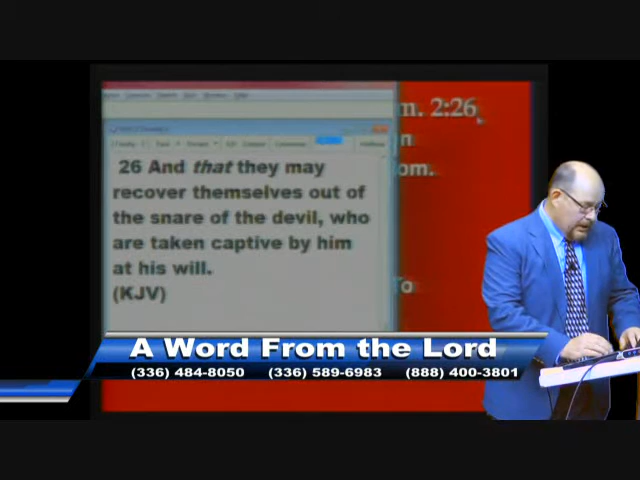 m. 2:26
n
om.
26 And that they may
recover themselves out of
the snare of the devil, who
are taken captive by him
at his will.
(KJV)
To
A Word From the Lord
(336) 484-8050 (336) 589-6983 (888) 400-3801